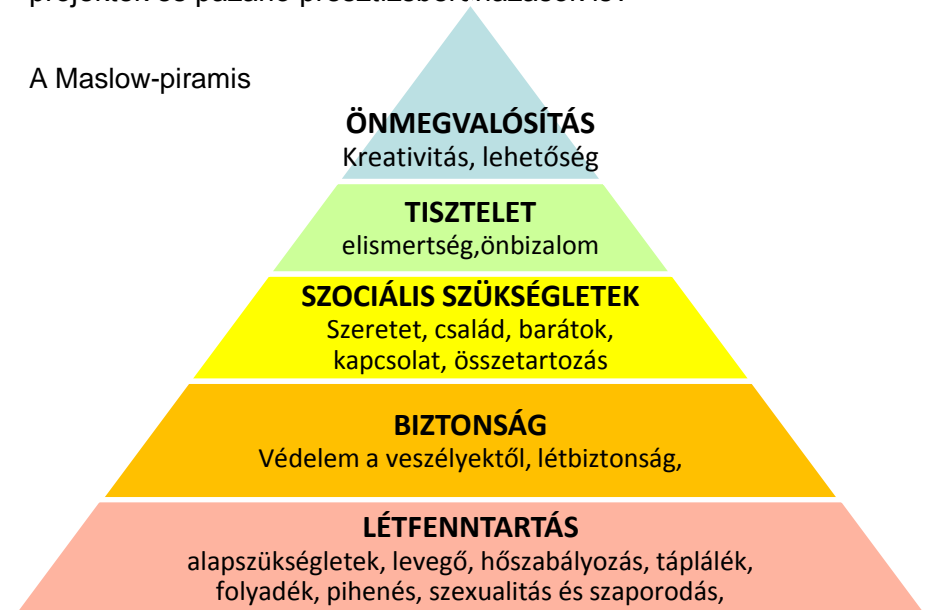 A Maslow-piramis
ÖNMEGVALÓSÍTÁS
Kreativitás, lehetőség
TISZTELET
elismertség,önbizalom
SZOCIÁLIS SZÜKSÉGLETEK
Szeretet, család, barátok,
kapcsolat, összetartozás
BIZTONSÁG
Védelem a veszélyektől, létbiztonság,
LÉTFENNTARTÁS
alapszükségletek, levegő, hőszabályozás, táplálék,
folyadék, pihenés, szexualitás és szaporodás,